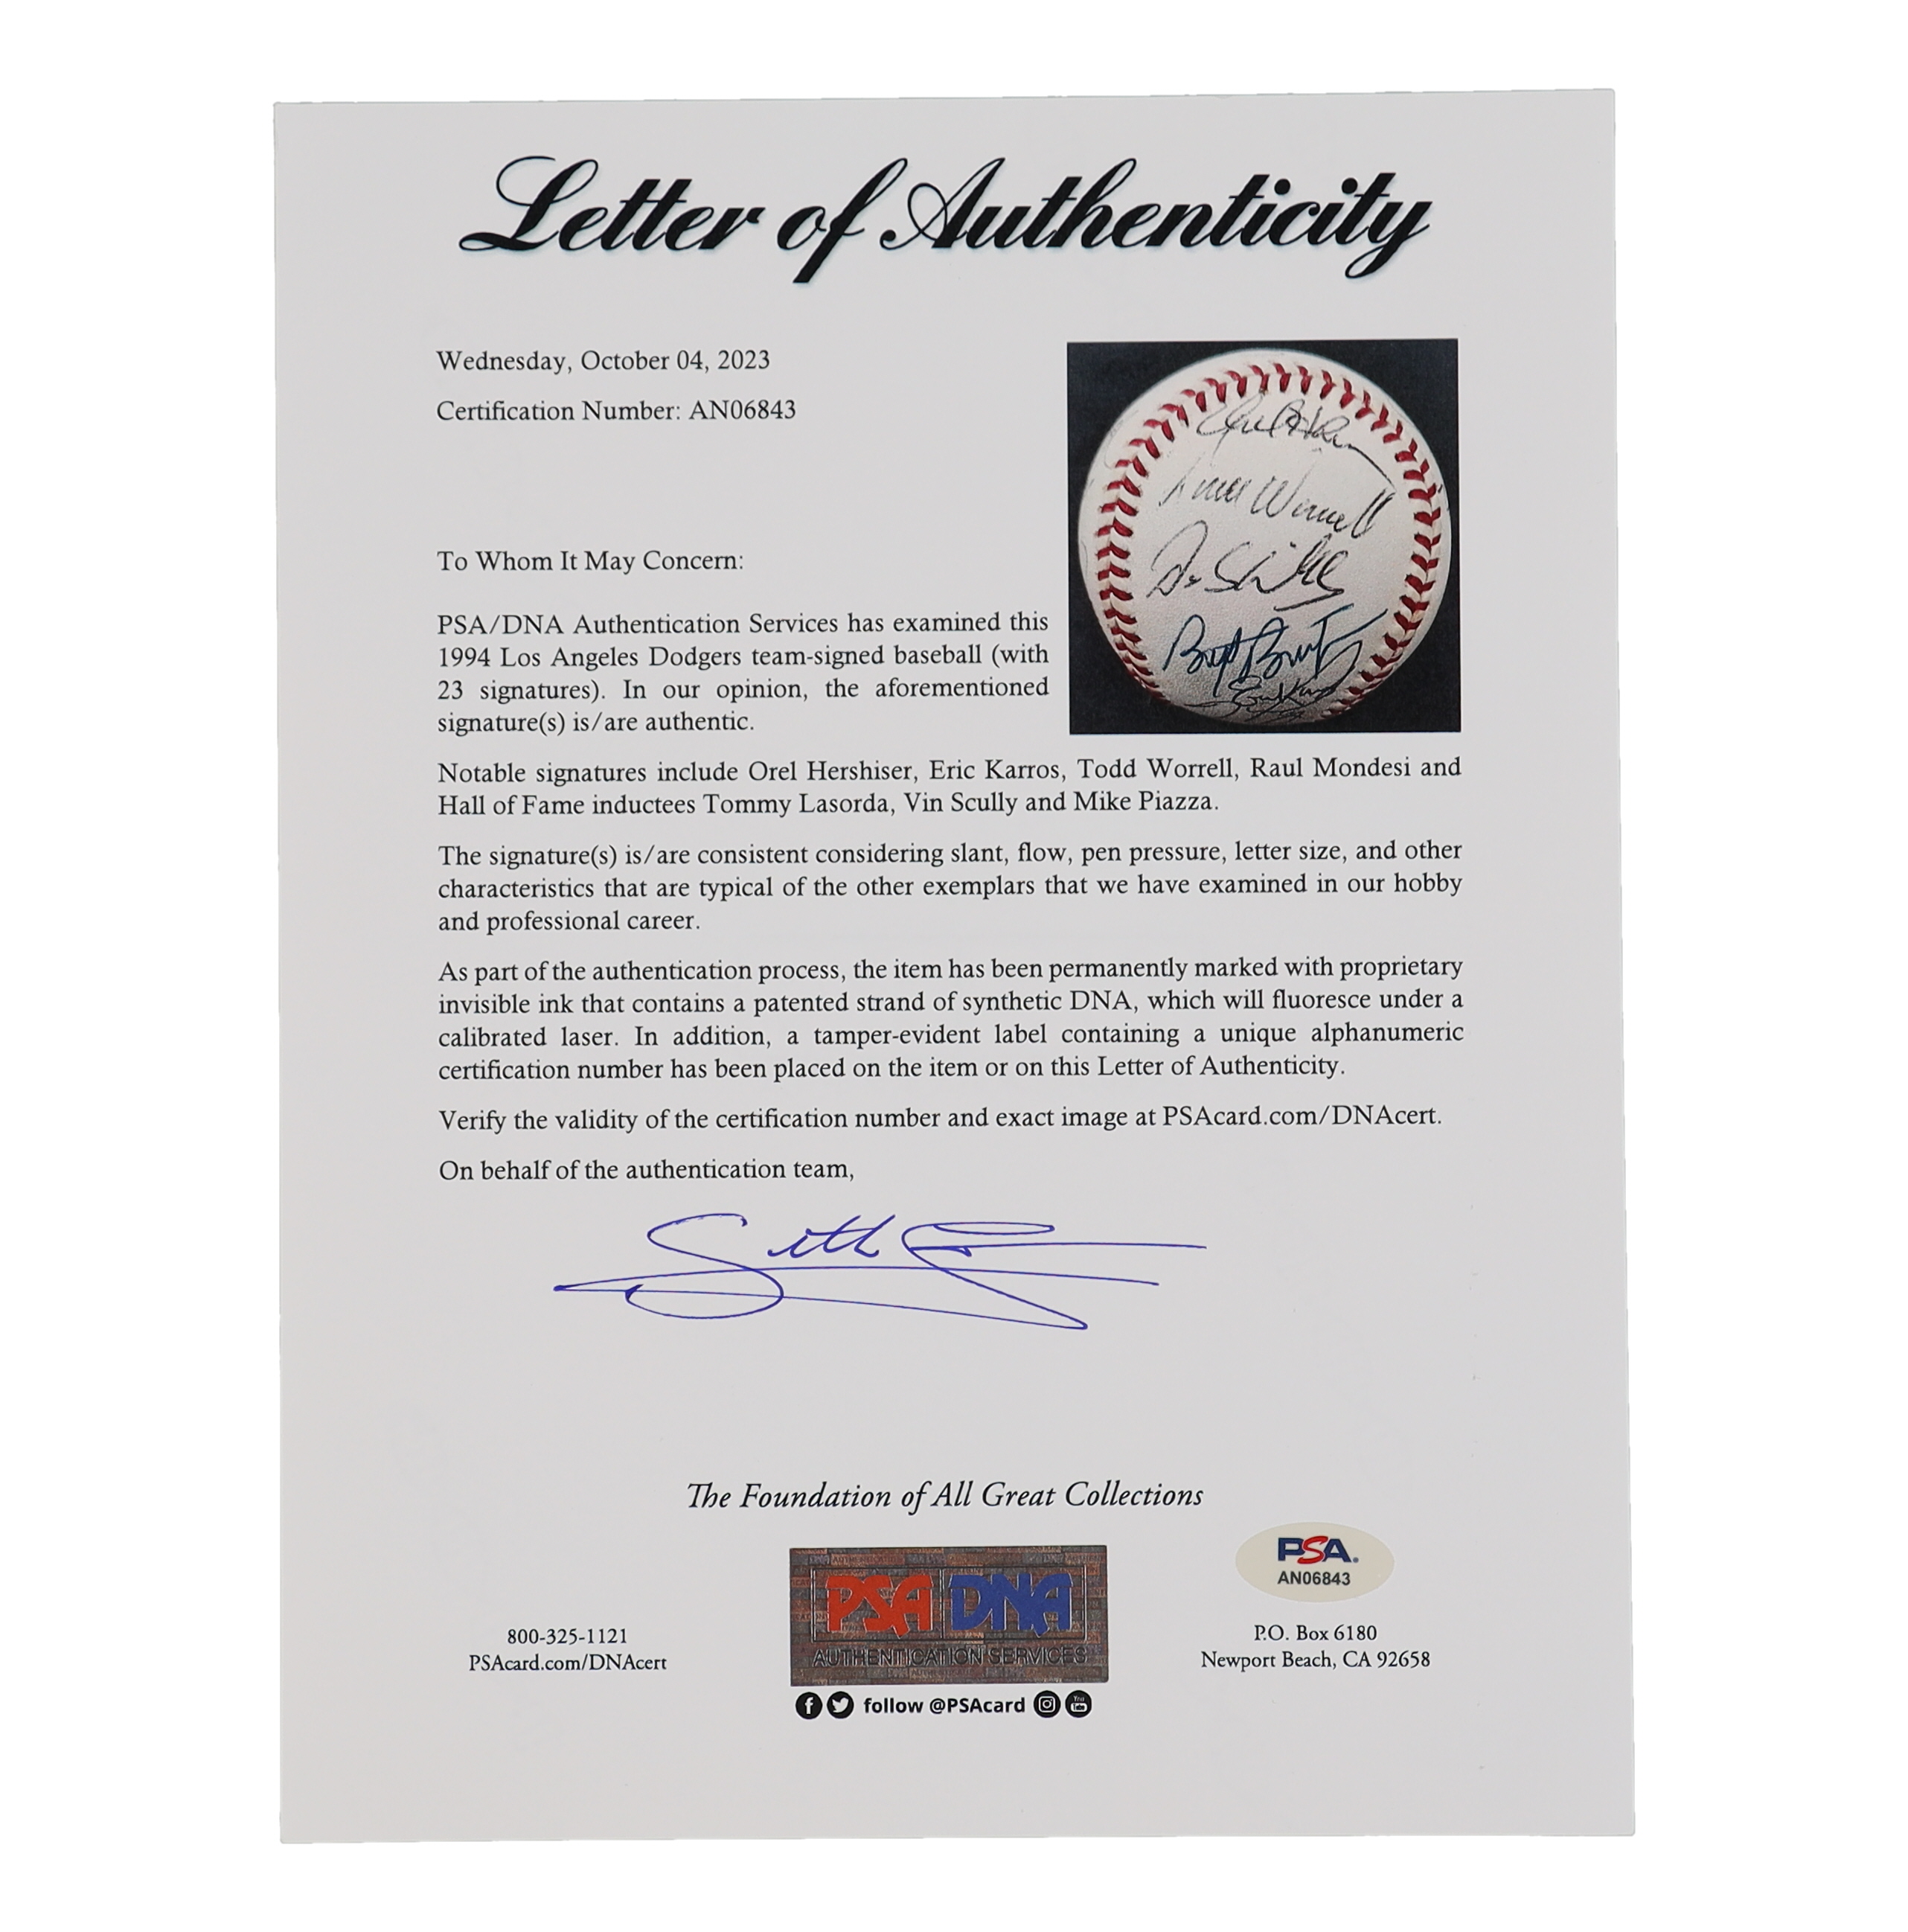 Letter of Authenticity
Wednesday, October 04, 2023
Certification Number: AN06843
To Whom It May Concern:
PSA/DNA Authentication Services has examined this
1994 Los Angeles Dodgers team-signed baseball (with
23 signatures). In our opinion, the aforementioned
signature(s) is/are authentic.
Todd Worrell
Notable signatures include Orel Hershiser, Eric Karros, Todd Worrell, Raul Mondesi and
Hall of Fame inductees Tommy Lasorda, Vin Scully and Mike Piazza.
The signature(s) is/are consistent considering slant, flow, pen pressure, letter size, and other
characteristics that are typical of the other exemplars that we have examined in our hobby
and professional career.
As part of the authentication process, the item has been permanently marked with proprietary
invisible ink that contains a patented strand of synthetic DNA, which will fluoresce under a
calibrated laser. In addition, a tamper-evident label containing a unique alphanumeric
certification number has been placed on the item or on this Letter of Authenticity.
Verify the validity of the certification number and exact image at PSAcard.com/DNAcert.
On behalf of the authentication team,
The Foundation of All Great Collections
PSA DNA
AUTHENTICATION SERVICES
PSA.
AN06843
800-325-1121
PSAcard.com/DNAcert
P.O. Box 6180
Newport Beach, CA 92658
follow @PSAcard